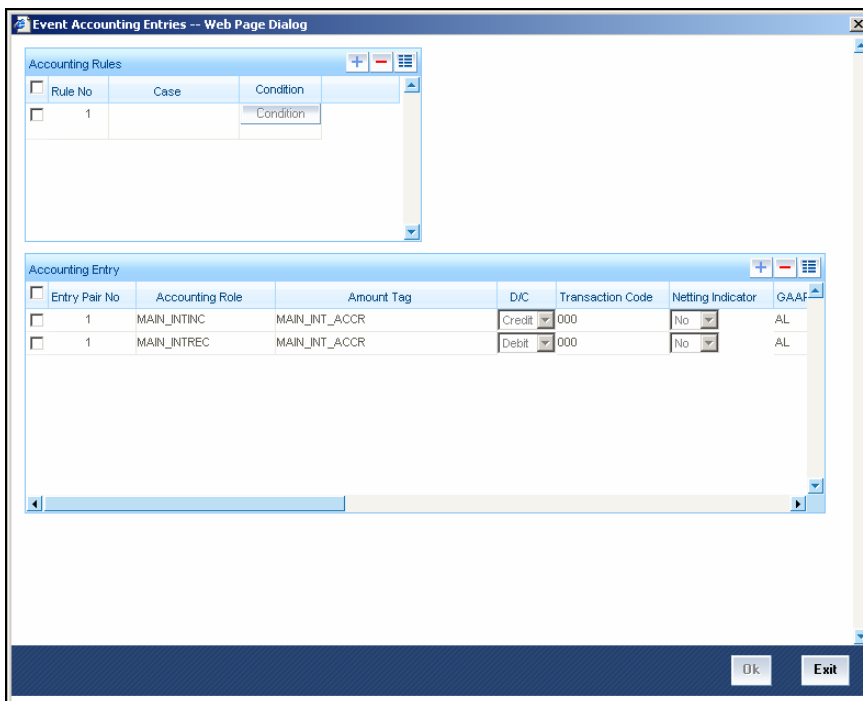 Event Accounting Entries -- Web Page Dialog
Accounting Rules
Rule No Case Condition
1 Condition
Accounting Entry
Entry Pair No Accounting Role Amount Tag D/C Transaction Code Netting Indicator GAAP
1 MAIN_INTINC MAIN_INT_ACCR Credit 000 No AL
1 MAIN_INTREC MAIN_INT_ACCR Debit 000 No AL
Ok Exit